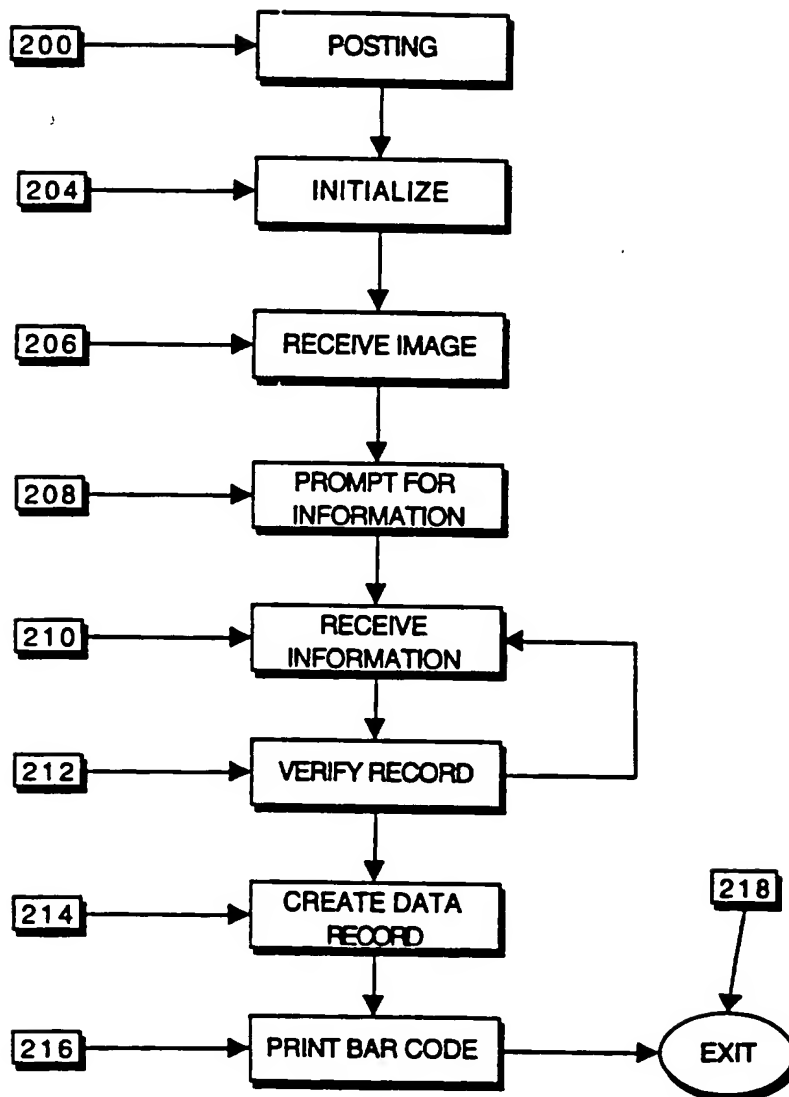 200
POSTING
204
INITIALIZE
206
RECEIVE IMAGE
208
PROMPT FOR
INFORMATION
210
RECEIVE
INFORMATION
212
VERIFY RECORD
214
CREATE DATA
RECORD
218
216
PRINT BAR CODE
EXIT